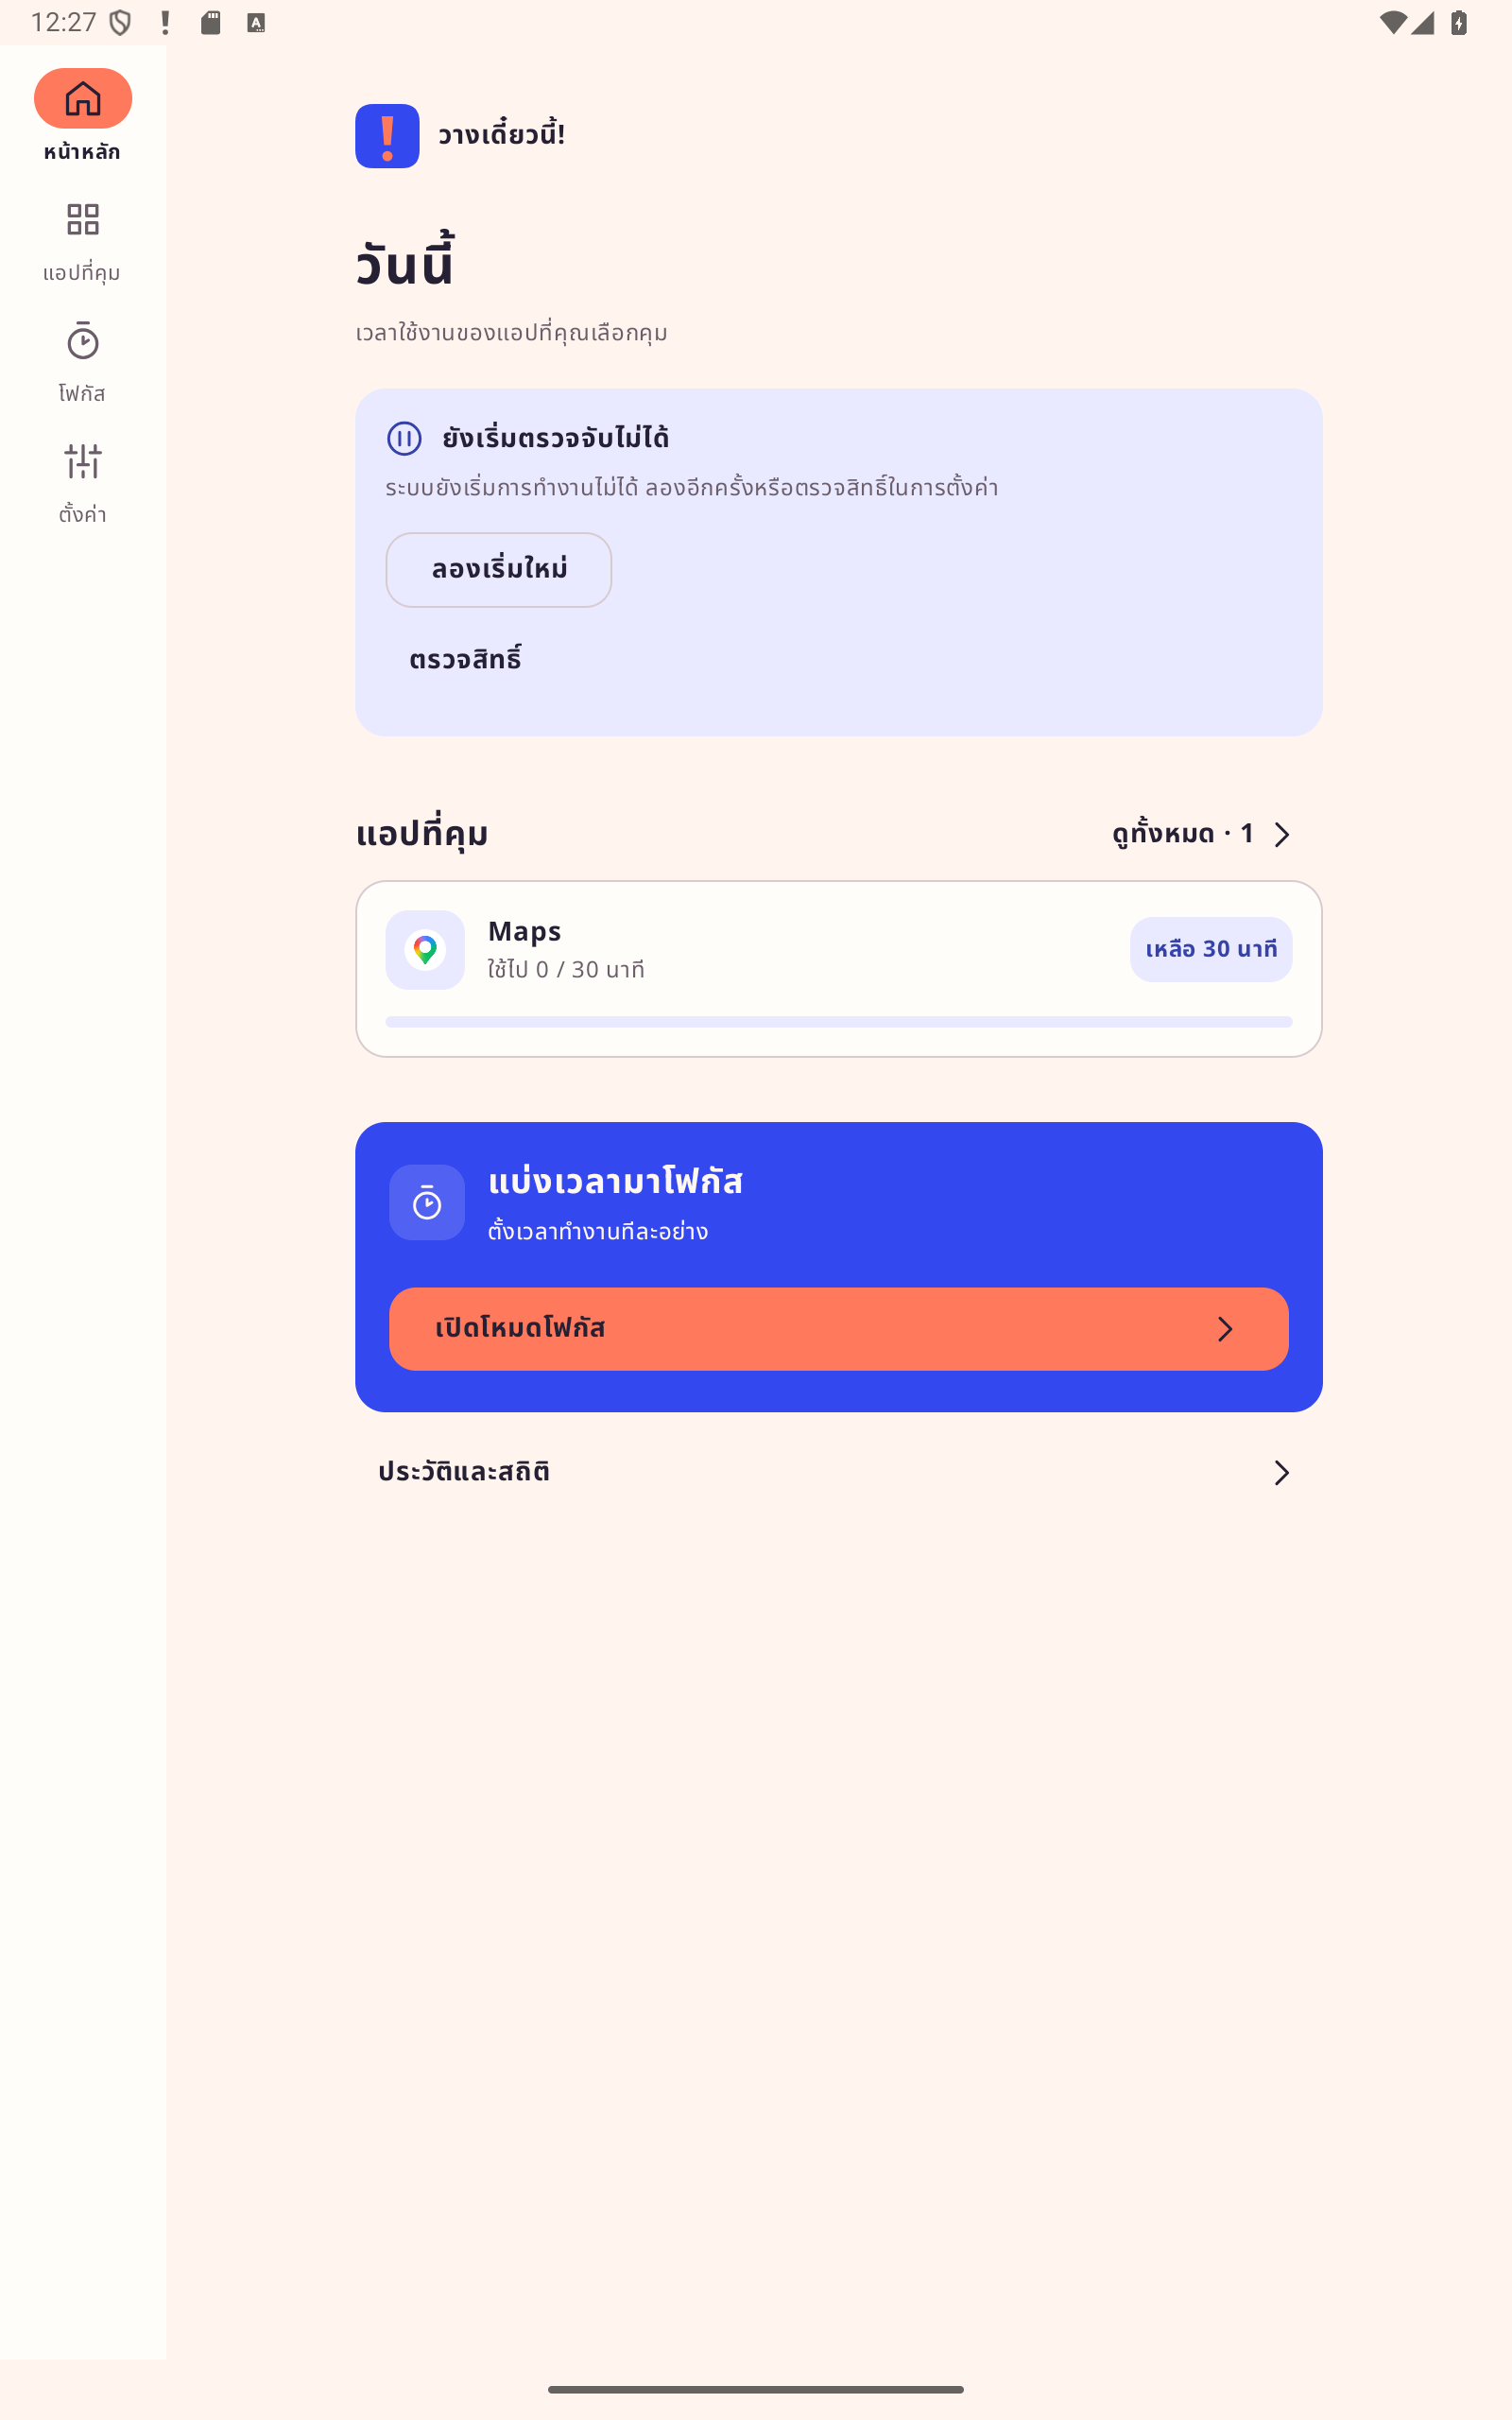 12:27
วางเดี๋ยวนี้!
หน้าหลัก
แอปที่คุม
โฟกัส
ตั้งค่า
วันนี้
เวลาใช้งานของแอปที่คุณเลือกคุม
ยังเริ่มตรวจจับไม่ได้
ระบบยังเริ่มการทำงานไม่ได้ ลองอีกครั้งหรือตรวจสิทธิ์ในการตั้งค่า
ลองเริ่มใหม่
ตรวจสิทธิ์
แอปที่คุม
ดูทั้งหมด · 1
Maps
ใช้ไป 0 / 30 นาที
เหลือ 30 นาที
แบ่งเวลามาโฟกัส
ตั้งเวลาทำงานทีละอย่าง
เปิดโหมดโฟกัส
ประวัติและสถิติ